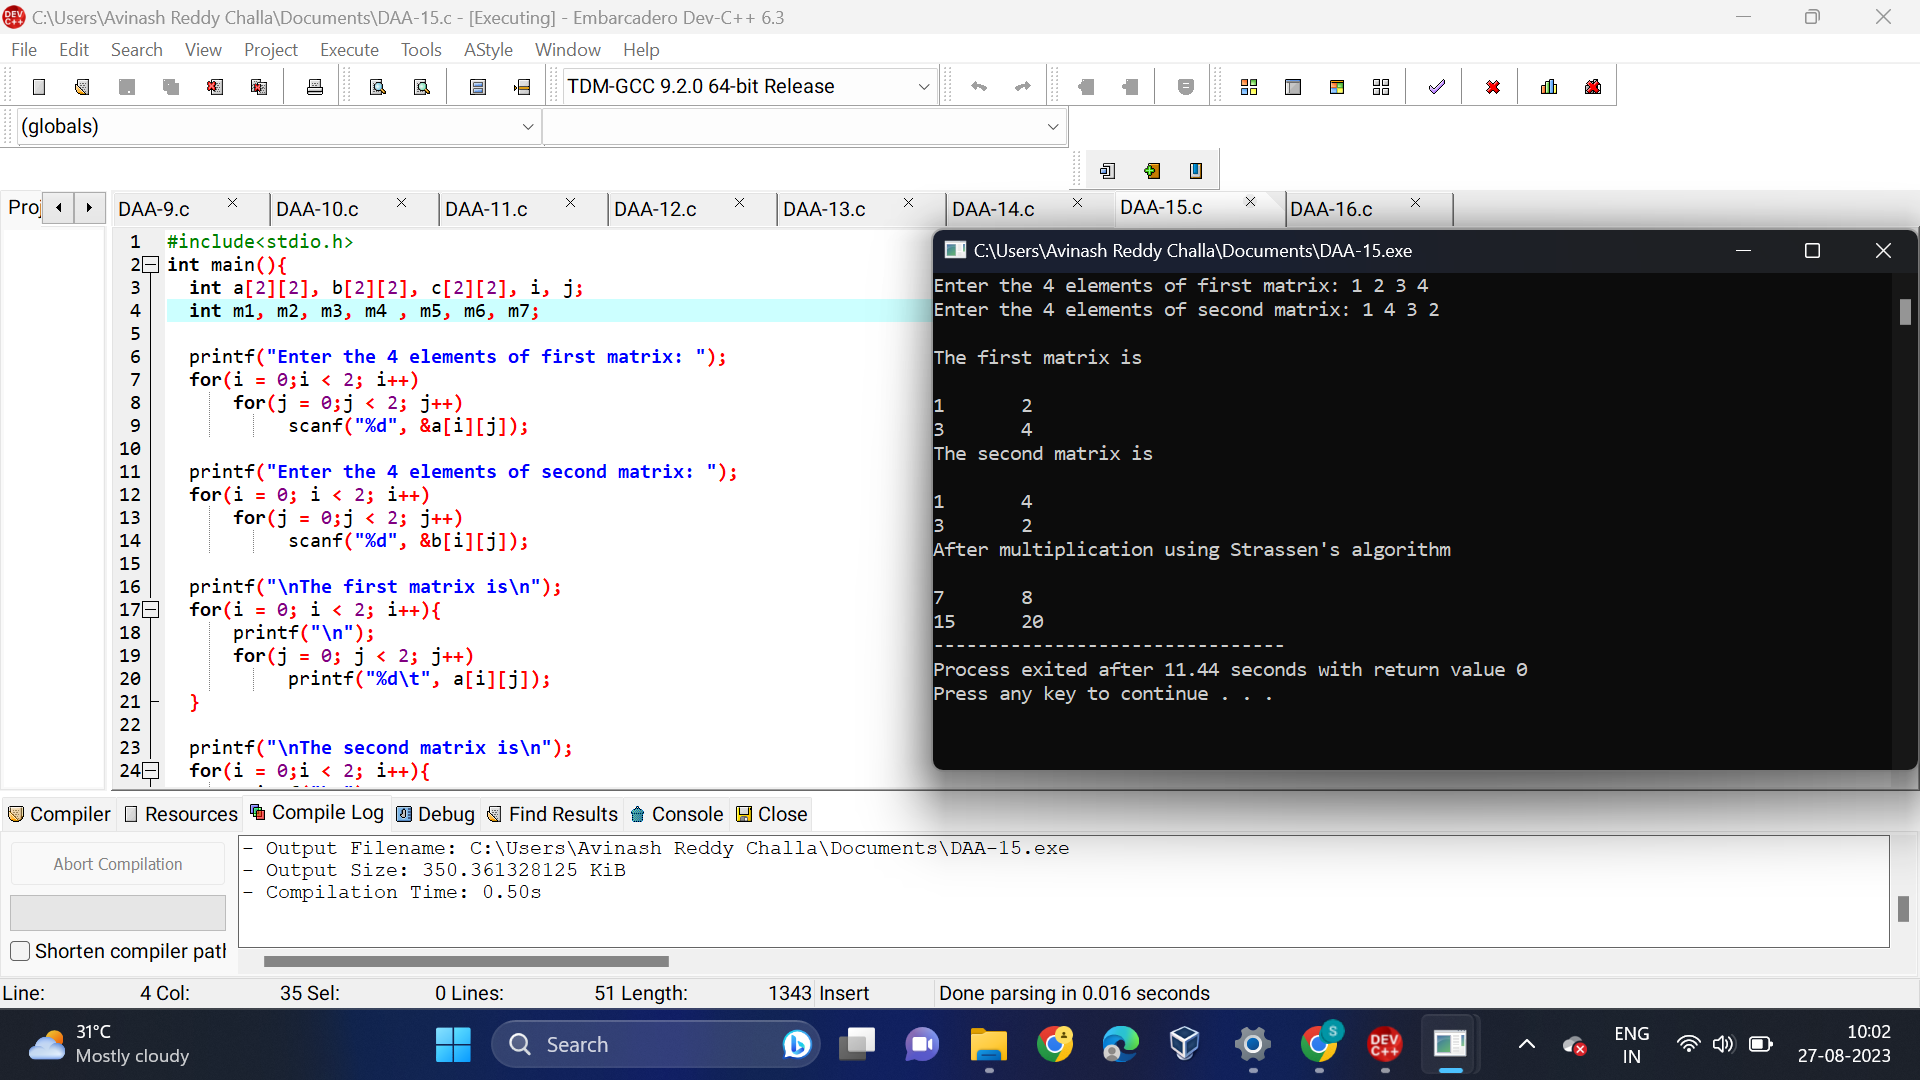 C:\Users\Avinash Reddy Challa\Documents\DAA-15.c - [Executing] - Embarcadero Dev-C++ 6.3
File Edit Search View Project Execute Tools AStyle Window Help
TDM-GCC 9.2.0 64-bit Release
(globals)
Proj
DAA-9.c DAA-10.c DAA-11.c DAA-12.c DAA-13.c DAA-14.c DAA-15.c DAA-16.c
1 #include<stdio.h>
2 int main(){
3 int a[2][2], b[2][2], c[2][2], i, j;
4 int m1, m2, m3, m4 , m5, m6, m7;
5
6 printf("Enter the 4 elements of first matrix: ");
7 for(i = 0;i < 2; i++)
8 for(j = 0;j < 2; j++)
9 scanf("%d", &a[i][j]);
10
11 printf("Enter the 4 elements of second matrix: ");
12 for(i = 0; i < 2; i++)
13 for(j = 0;j < 2; j++)
14 scanf("%d", &b[i][j]);
15
16 printf("\nThe first matrix is\n");
17 for(i = 0; i < 2; i++){
18 printf("\n");
19 for(j = 0; j < 2; j++)
20 printf("%d\t", a[i][j]);
21 }
22
23 printf("\nThe second matrix is\n");
24 for(i = 0;i < 2; i++){
C:\Users\Avinash Reddy Challa\Documents\DAA-15.exe
Enter the 4 elements of first matrix: 1 2 3 4
Enter the 4 elements of second matrix: 1 4 3 2
The first matrix is
1 2
3 4
The second matrix is
1 4
3 2
After multiplication using Strassen's algorithm
7 8
15 20
--------------------------------
Process exited after 11.44 seconds with return value 0
Press any key to continue . . .
Compiler Resources Compile Log Debug Find Results Console Close
Abort Compilation
Shorten compiler path
- Output Filename: C:\Users\Avinash Reddy Challa\Documents\DAA-15.exe
- Output Size: 350.361328125 KiB
- Compilation Time: 0.50s
Line: 4 Col: 35 Sel: 0 Lines: 51 Length: 1343 Insert Done parsing in 0.016 seconds
31°C
Mostly cloudy
Search
S
DEV C++
ENG
IN
10:02
27-08-2023